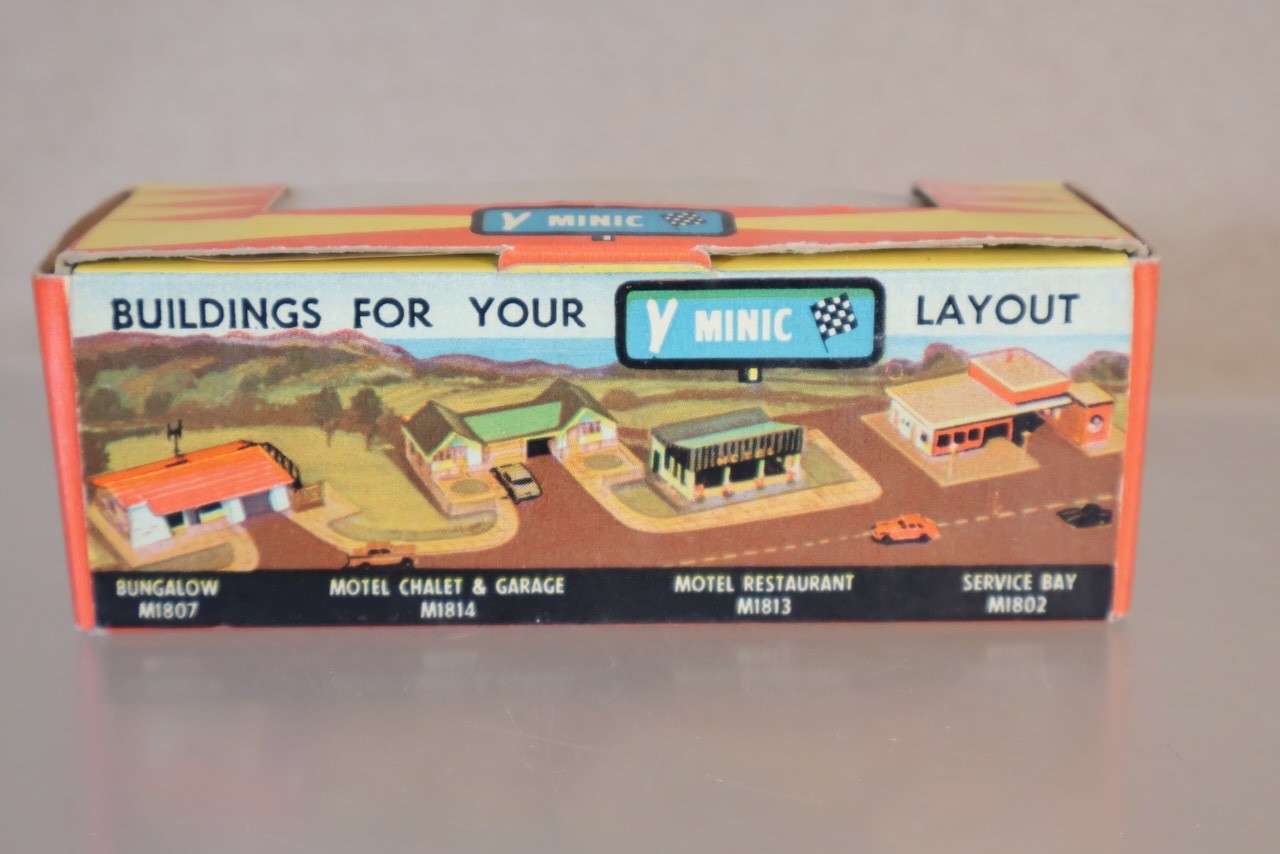 Y MINIC
BUILDINGS FOR YOUR Y MINIC LAYOUT
BUNGALOW
M1807
MOTEL CHALET & GARAGE
M1814
MOTEL RESTAURANT
M1813
SERVICE BAY
M1802